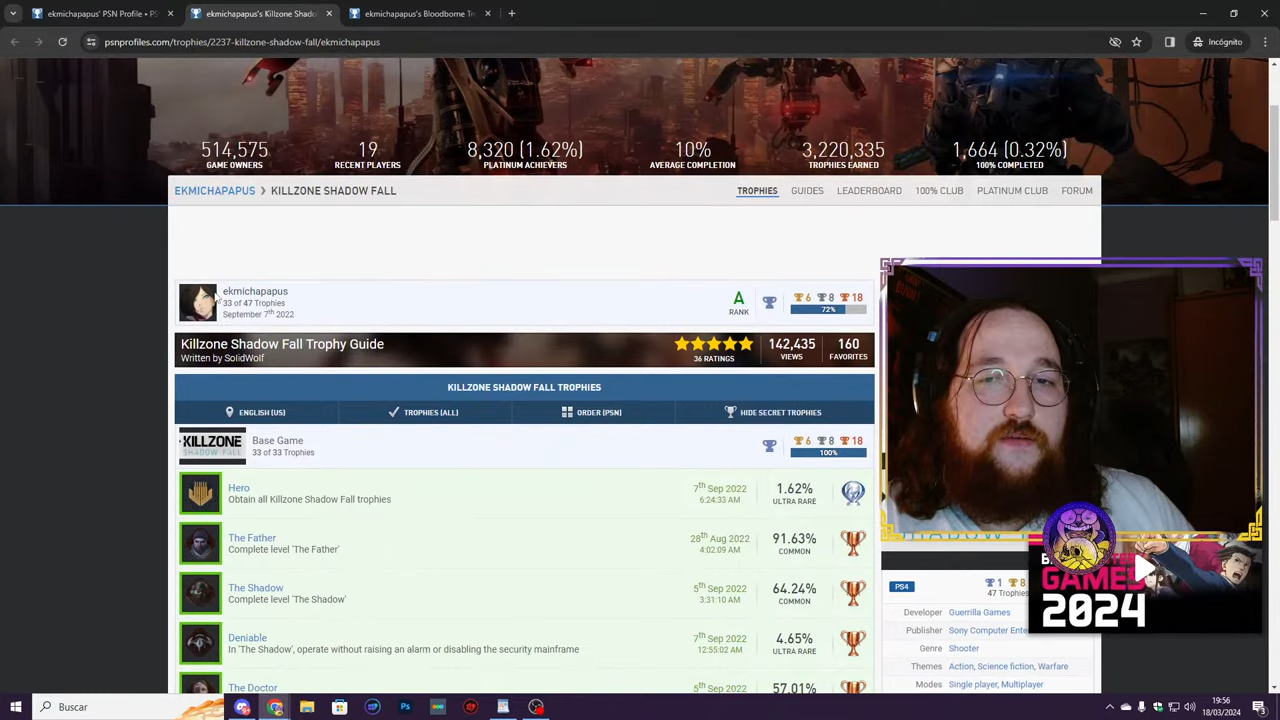 ekmichapapus' PSN Profile • PS
ekmichapapus's Killzone Shadow
ekmichapapus's Bloodborne Tr
psnprofiles.com/trophies/2237-killzone-shadow-fall/ekmichapapus
Incógnito
514,575
GAME OWNERS
19
RECENT PLAYERS
8,320 (1.62%)
PLATINUM ACHIEVERS
10%
AVERAGE COMPLETION
3,220,335
TROPHIES EARNED
1,664 (0.32%)
100% COMPLETED
EKMICHAPAPUS > KILLZONE SHADOW FALL
TROPHIES GUIDES LEADERBOARD 100% CLUB PLATINUM CLUB FORUM
ekmichapapus
33 of 47 Trophies
September 7th 2022
A
RANK
6 8 18
72%
Killzone Shadow Fall Trophy Guide
Written by SolidWolf
36 RATINGS
142,435
VIEWS
160
FAVORITES
KILLZONE SHADOW FALL TROPHIES
ENGLISH (US) TROPHIES (ALL) ORDER (PSN) HIDE SECRET TROPHIES
KILLZONE
SHADOW FALL
Base Game
33 of 33 Trophies
6 8 18
100%
Hero
Obtain all Killzone Shadow Fall trophies
7th Sep 2022
6:24:33 AM
1.62%
ULTRA RARE
The Father
Complete level 'The Father'
28th Aug 2022
4:02:09 AM
91.63%
COMMON
The Shadow
Complete level 'The Shadow'
5th Sep 2022
3:31:10 AM
64.24%
COMMON
Deniable
In 'The Shadow', operate without raising an alarm or disabling the security mainframe
7th Sep 2022
12:55:02 AM
4.65%
ULTRA RARE
The Doctor
5th Sep 2022
57.01%
GAMES
2024
PS4
1 8
47 Trophies
Developer Guerrilla Games
Publisher Sony Computer Ente
Genre Shooter
Themes Action, Science fiction, Warfare
Modes Single player, Multiplayer
Buscar
19:56
18/03/2024